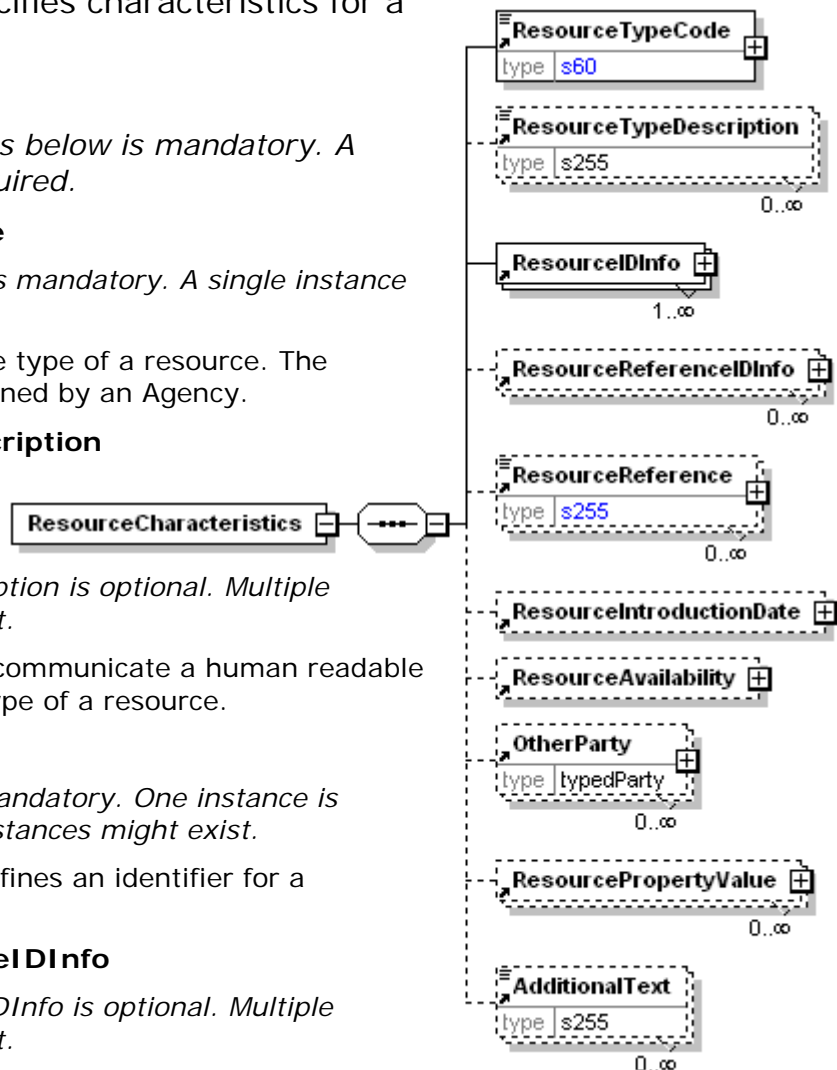 cifies characteristics for a
s below is mandatory. A
uired.
e
s mandatory. A single instance
e type of a resource. The
ned by an Agency.
cription
ption is optional. Multiple
t.
communicate a human readable
ype of a resource.
andatory. One instance is
stances might exist.
fines an identifier for a
eIDInfo
DInfo is optional. Multiple
t.
ResourceCharacteristics
ResourceTypeCode
type s60
ResourceTypeDescription
type s255
0..∞
ResourceIDInfo
1..∞
ResourceReferenceIDInfo
0..∞
ResourceReference
type s255
0..∞
ResourceIntroductionDate
ResourceAvailability
OtherParty
type typedParty
0..∞
ResourcePropertyValue
0..∞
AdditionalText
type s255
0..∞